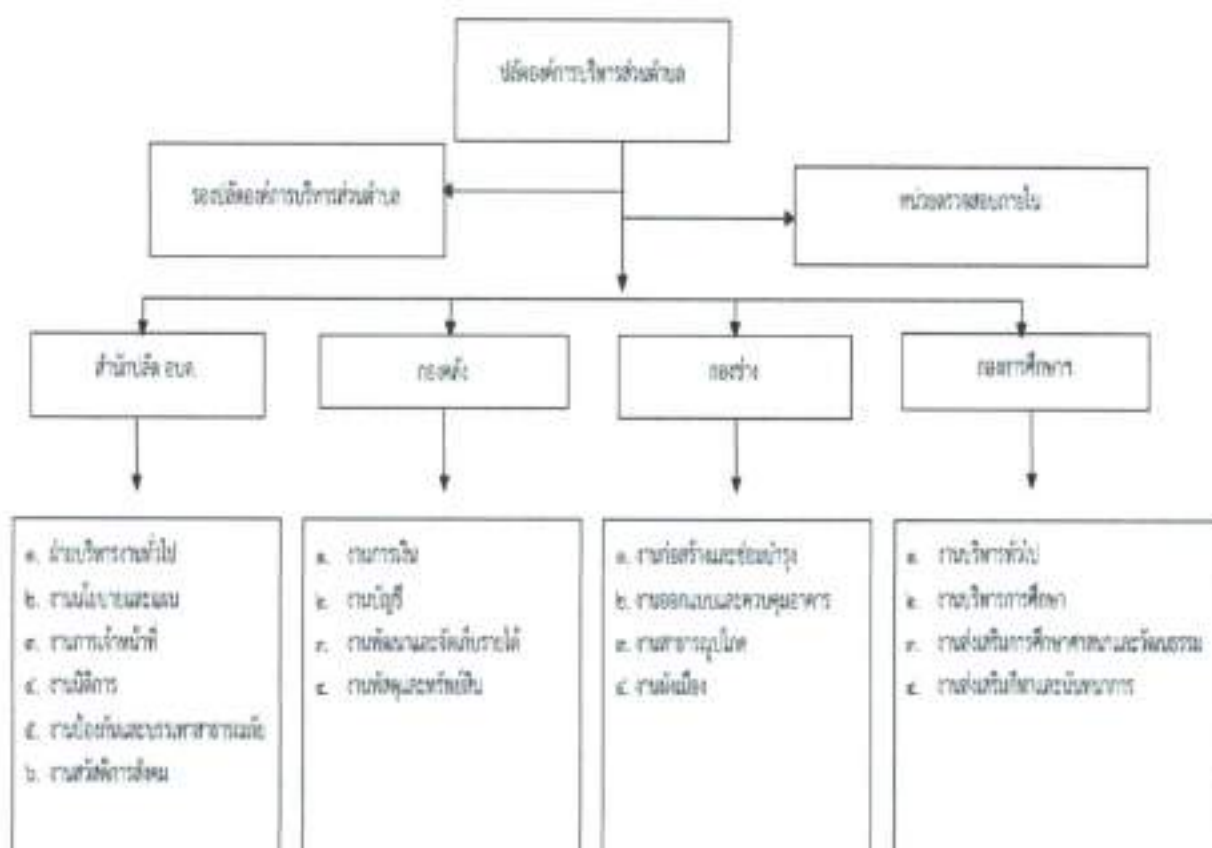 ปลัดองค์การบริหารส่วนตำบล
รองปลัดองค์การบริหารส่วนตำบล
หน่วยตรวจสอบภายใน
สำนักปลัด อบต.
กองคลัง
กองช่าง
กองการศึกษาฯ
๑. ฝ่ายบริหารงานทั่วไป
๒. งานนโยบายและแผน
๓. งานการเจ้าหน้าที่
๔. งานนิติการ
๕. งานป้องกันและบรรเทาสาธารณภัย
๖. งานสวัสดิการสังคม
๑. งานการเงิน
๒. งานบัญชี
๓. งานพัฒนาและจัดเก็บรายได้
๔. งานพัสดุและทรัพย์สิน
๑. งานก่อสร้างและซ่อมบำรุง
๒. งานออกแบบและควบคุมอาคาร
๓. งานสาธารณูปโภค
๔. งานผังเมือง
๑. งานบริหารทั่วไป
๒. งานบริหารการศึกษา
๓. งานส่งเสริมการศึกษาศาสนาและวัฒนธรรม
๔. งานส่งเสริมกีฬาและนันทนาการ